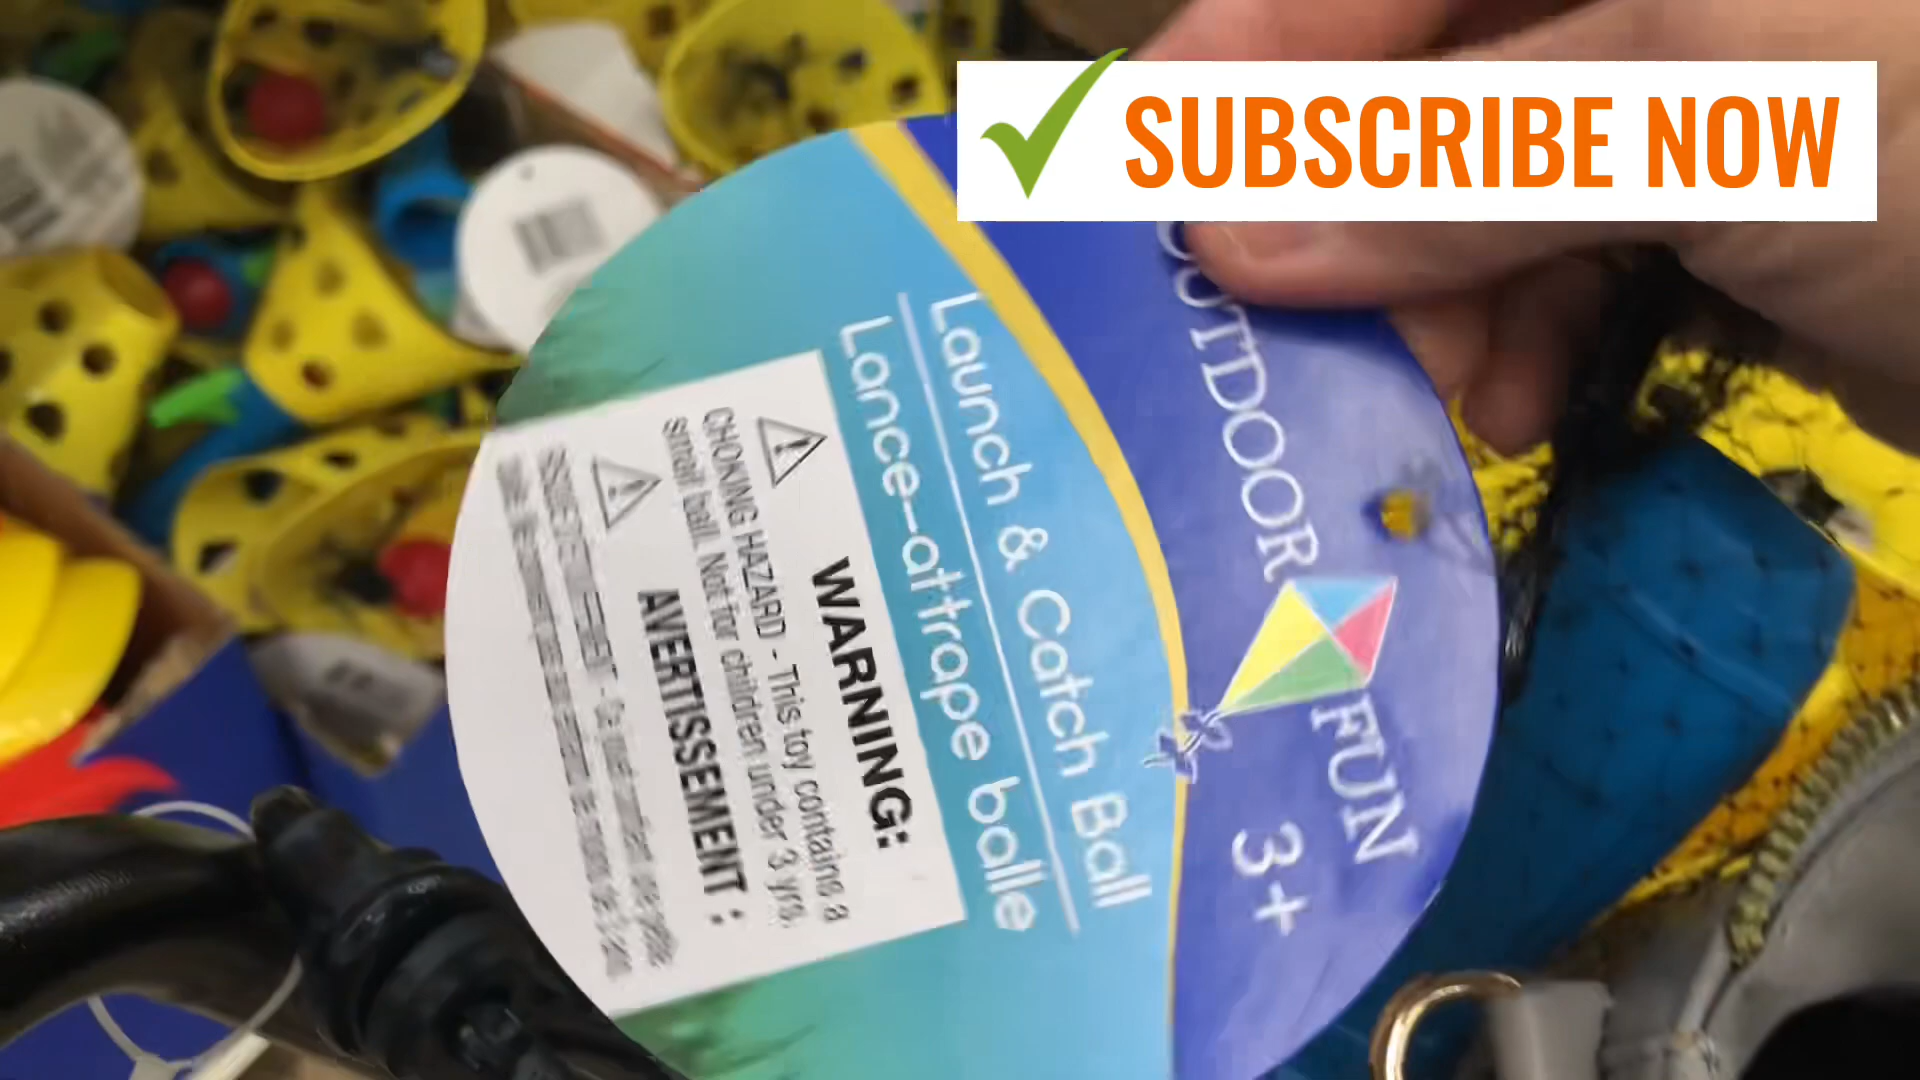 SUBSCRIBE NOW
OUTDOOR FUN
3+
Launch & Catch Ball
Lance-attrape balle
WARNING:
CHOKING HAZARD - This toy contains a
small ball. Not for children under 3 yrs.
AVERTISSEMENT :